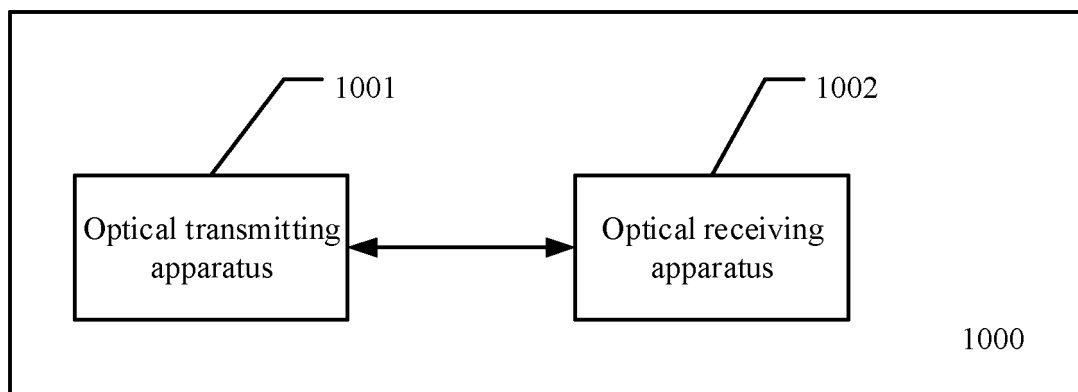 1001
1002
Optical transmitting
apparatus
Optical receiving
apparatus
1000